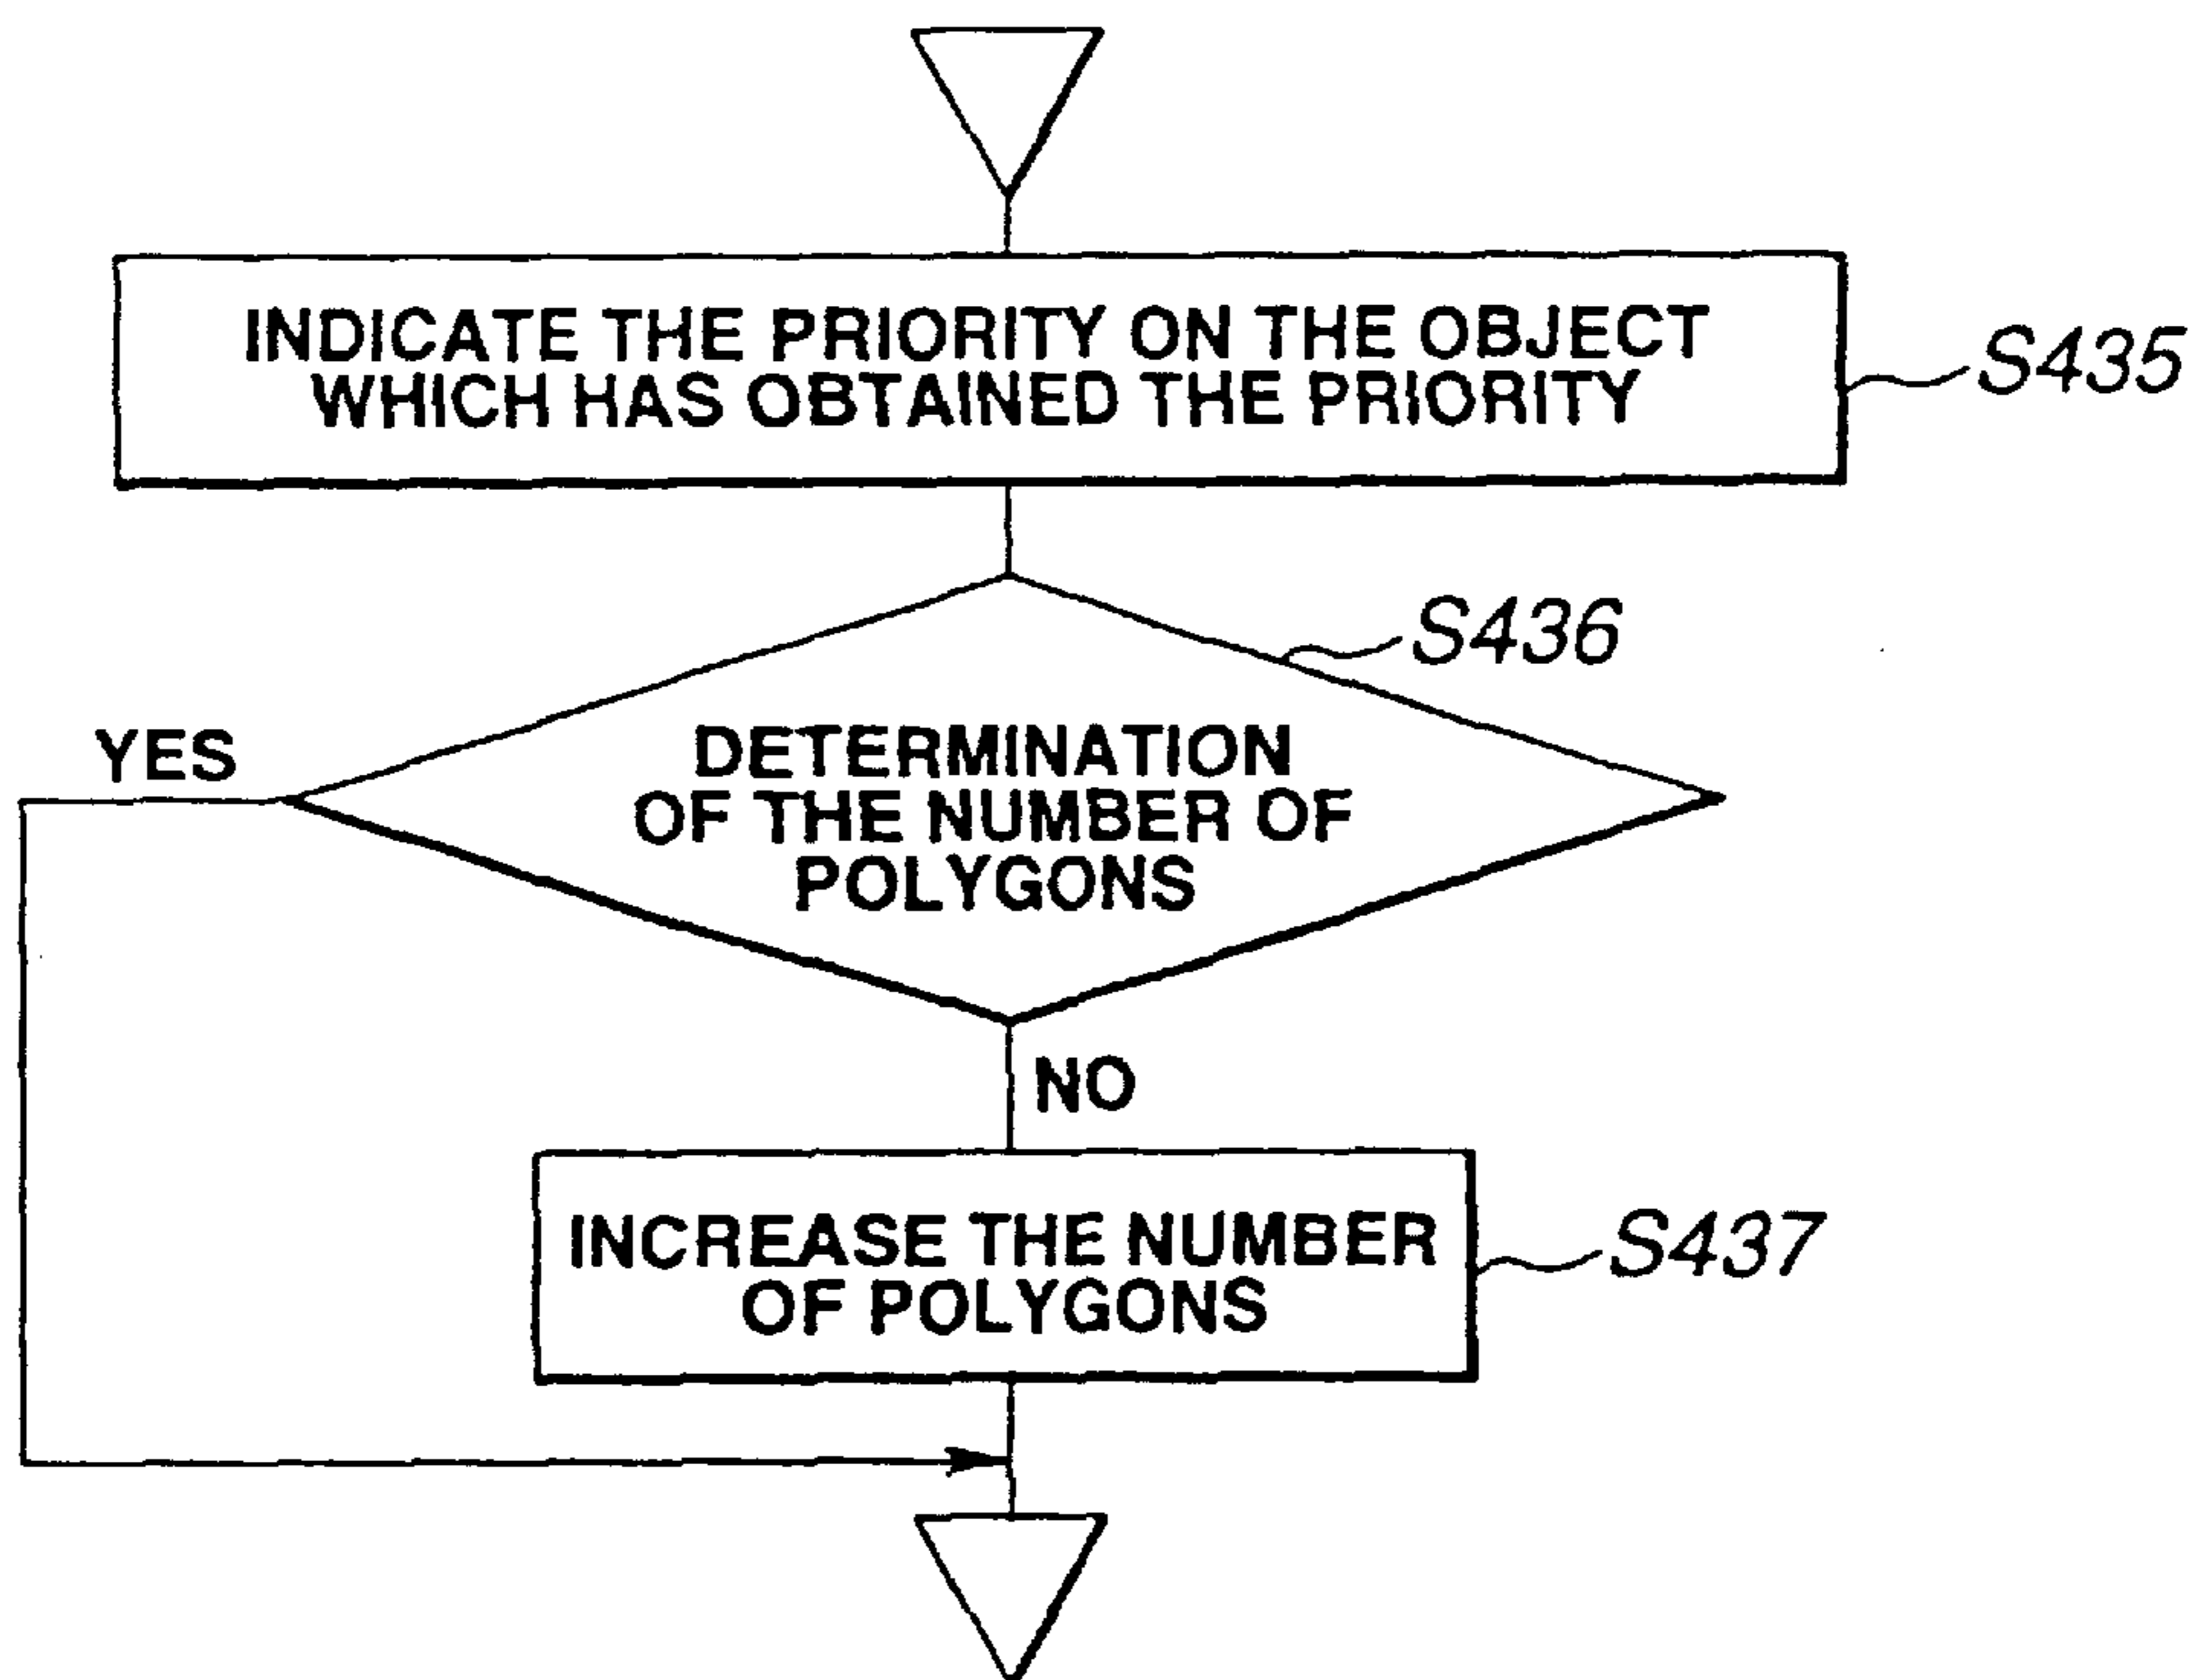 INDICATE THE PRIORITY ON THE OBJECT
WHICH HAS OBTAINED THE PRIORITY
S435
S436
YES
DETERMINATION
OF THE NUMBER OF
POLYGONS
NO
INCREASE THE NUMBER
OF POLYGONS
S437